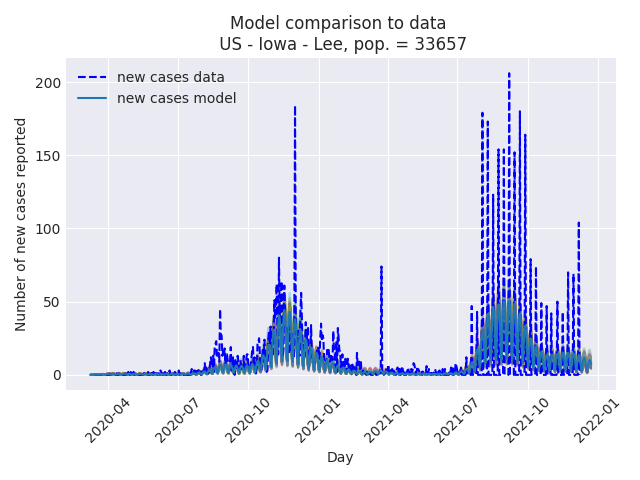 Model comparison to data
US - Iowa - Lee, pop. = 33657
new cases data
new cases model
Number of new cases reported
200
150
100
50
0
2020-04
2020-07
2020-10
2021-01
2021-04
2021-07
2021-10
2022-01
Day